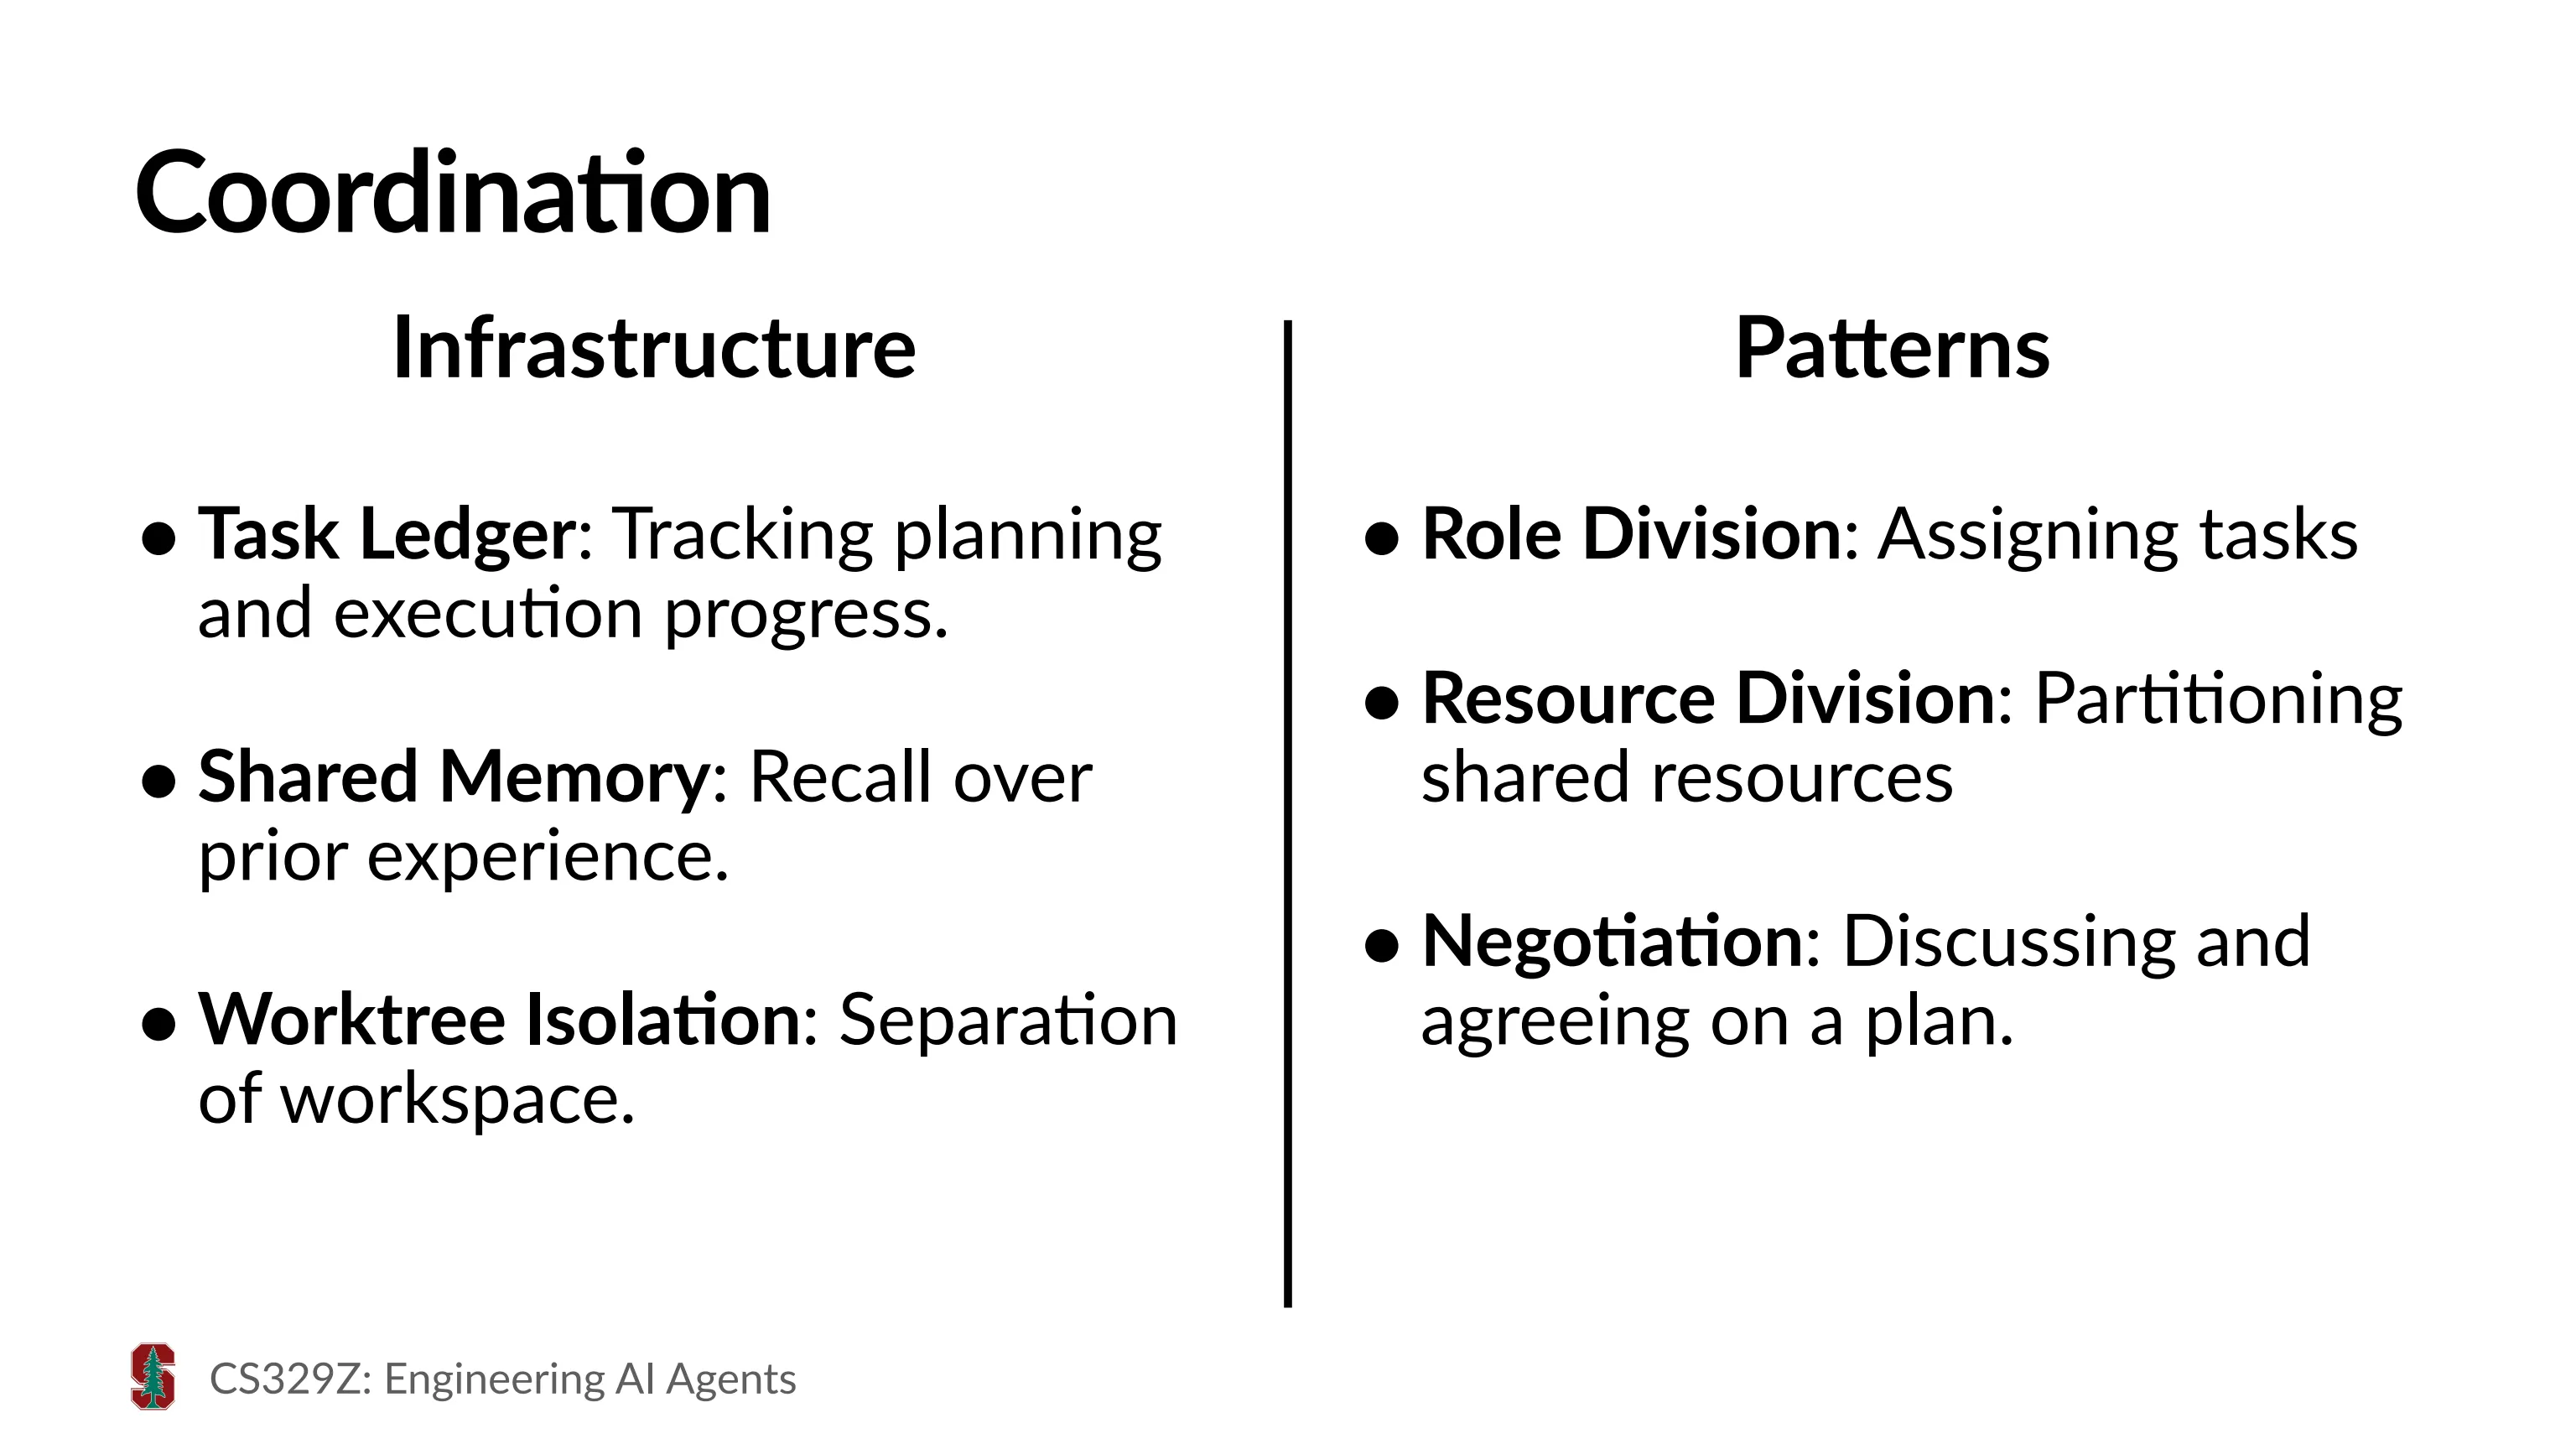 Coordination
Infrastructure
● Task Ledger: Tracking planning
and execution progress.
● Shared Memory: Recall over
prior experience.
● Worktree Isolation: Separation
of workspace.
Patterns
● Role Division: Assigning tasks
● Resource Division: Partitioning
shared resources
● Negotiation: Discussing and
agreeing on a plan.
CS329Z: Engineering AI Agents